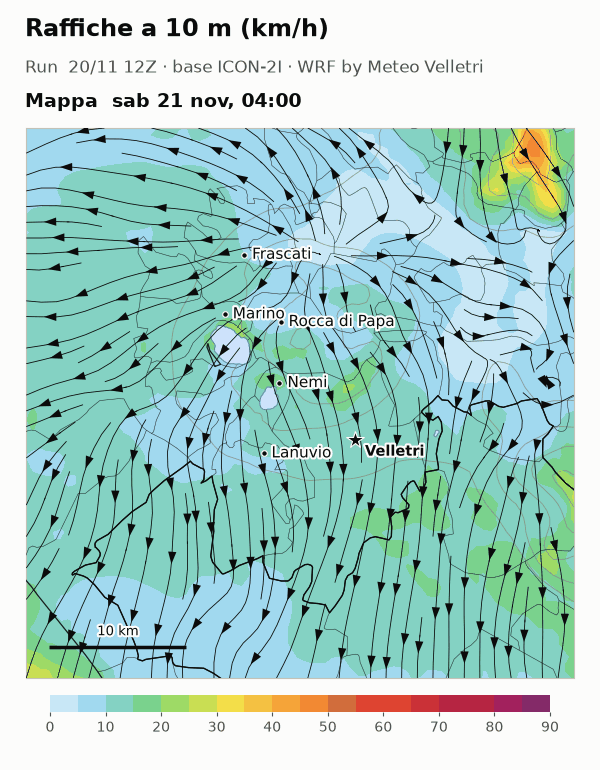 Raffiche a 10 m (km/h)
Run 20/11 12Z · base ICON-2I · WRF by Meteo Velletri
Mappa sab 21 nov, 04:00
Frascati
Marino
Rocca di Papa
Nemi
Velletri
Lanuvio
10 km
0 10 20 30 40 50 60 70 80 90